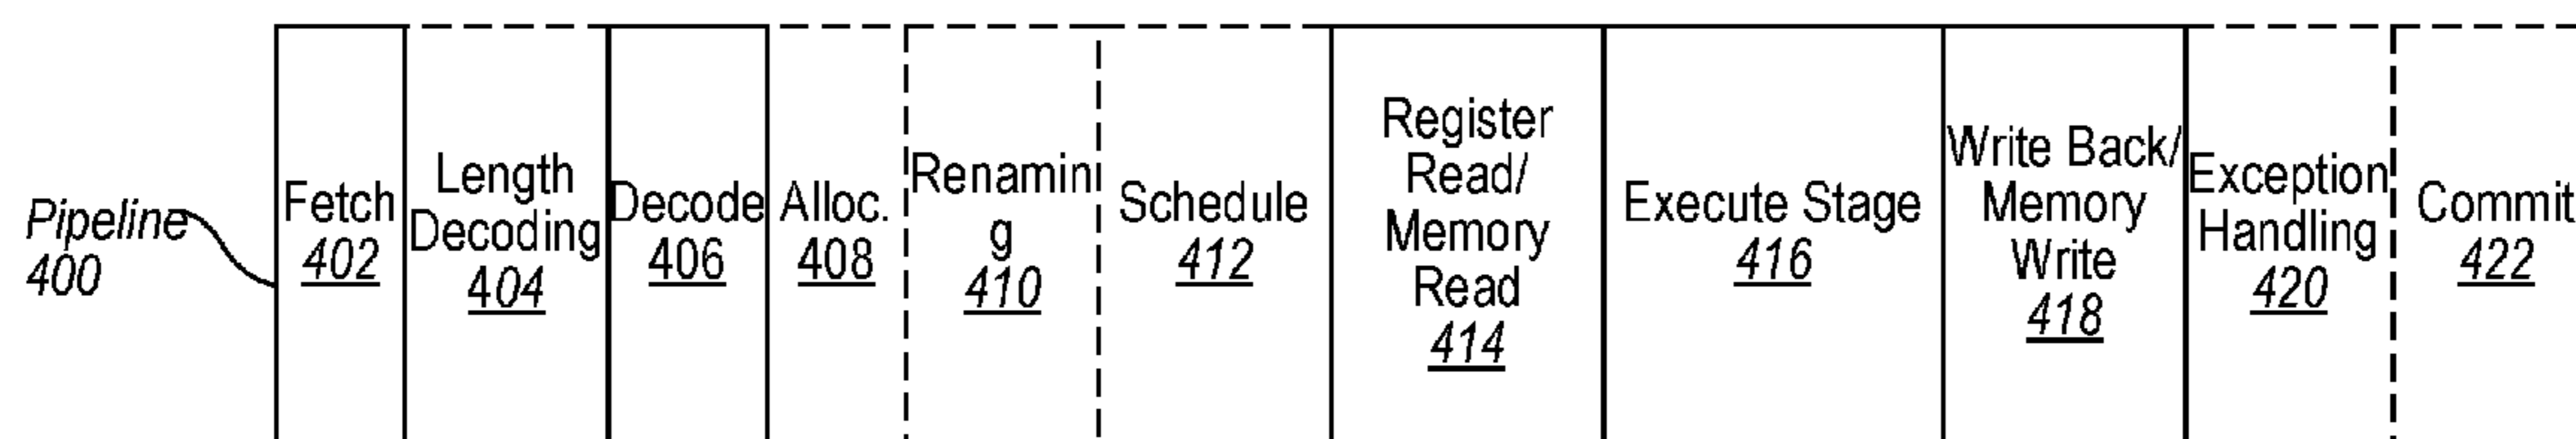 Pipeline
400
Fetch
402
Length
Decoding
404
Decode
406
Alloc.
408
Renamin
g
410
Schedule
412
Register
Read/
Memory
Read
414
Execute Stage
416
Write Back/
Memory
Write
418
Exception
Handling
420
Commit
422